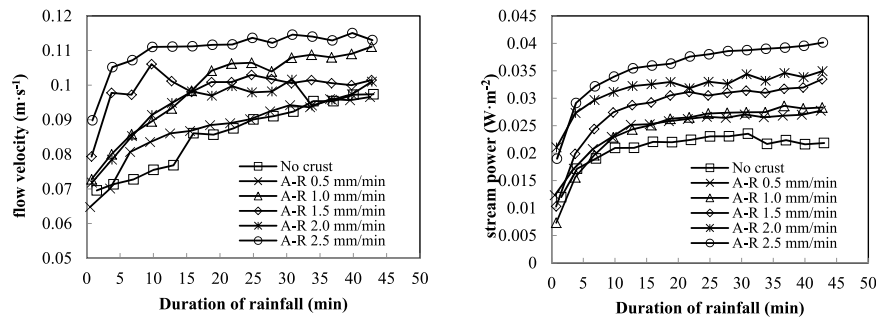 0.12
0.11
0.1
0.09
0.08
0.07
0.06
0.05
flow velocity (m·s⁻¹)
No crust
A-R 0.5 mm/min
A-R 1.0 mm/min
A-R 1.5 mm/min
A-R 2.0 mm/min
A-R 2.5 mm/min
0 5 10 15 20 25 30 35 40 45 50
Duration of rainfall (min)
0.045
0.04
0.035
0.03
0.025
0.02
0.015
0.01
0.005
0
stream power (W·m⁻²)
No crust
A-R 0.5 mm/min
A-R 1.0 mm/min
A-R 1.5 mm/min
A-R 2.0 mm/min
A-R 2.5 mm/min
0 5 10 15 20 25 30 35 40 45 50
Duration of rainfall (min)